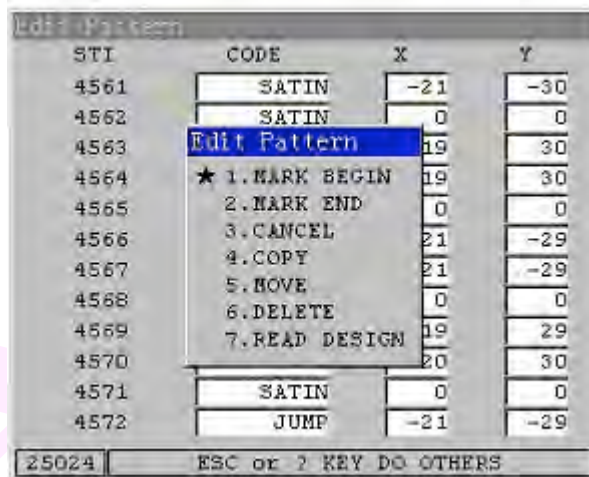 Edit Pattern
STI CODE X Y
4561 SATIN -21 -30
4562 SATIN 0 0
4563 19 30
4564 19 30
4565 0 0
4566 21 -29
4567 21 -29
4568 0 0
4569 19 29
4570 20 30
4571 SATIN 0 0
4572 JUMP -21 -29
Edit Pattern
★ 1.MARK BEGIN
2.MARK END
3.CANCEL
4.COPY
5.MOVE
6.DELETE
7.READ DESIGN
25024 ESC or ? KEY DO OTHERS